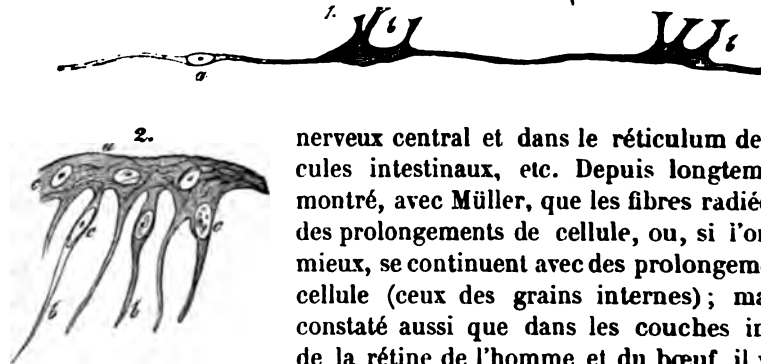 1.
b
b
a
2.
a
c
c
c
b
b
nerveux central et dans le réticulum de
cules intestinaux, etc. Depuis longtem
montré, avec Müller, que les fibres radié
des prolongements de cellule, ou, si i'on
mieux, se continuent avec des prolongem
cellule (ceux des grains internes); ma
constaté aussi que dans les couches in
de la rétine de l'homme et du bœuf, il